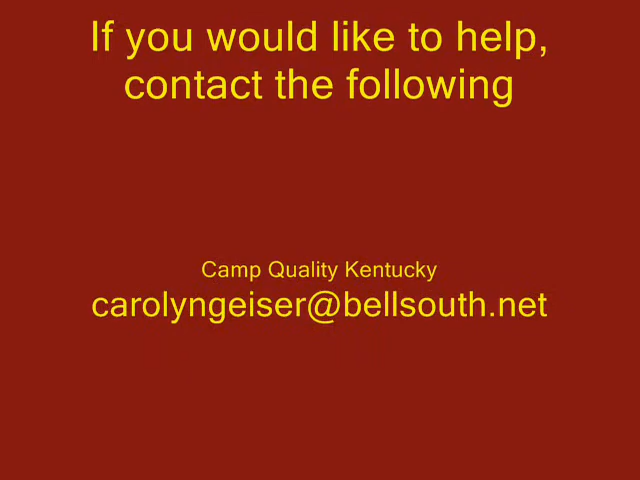 If you would like to help,
contact the following
Camp Quality Kentucky
carolyngeiser@bellsouth.net